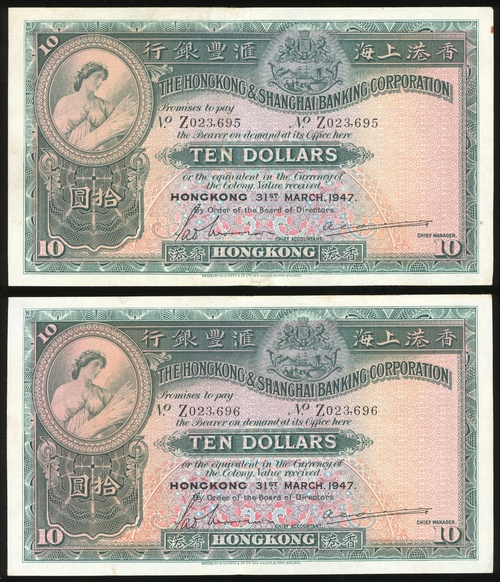 10
行銀豐滙 海上港香
THE HONGKONG & SHANGHAI BANKING CORPORATION
Promises to pay
No Z023,695 No Z023,695
the Bearer on demand at its Office here
TEN DOLLARS
or the equivalent in the Currency of
the Colony, Value received.
圓拾
HONGKONG 31ST MARCH, 1947.
By Order of the Board of Directors.
CHIEF ACCOUNTANT. CHIEF MANAGER.
10 港香 HONGKONG 港香 10
10
行銀豐滙 海上港香
THE HONGKONG & SHANGHAI BANKING CORPORATION
Promises to pay
No Z023,696 No Z023,696
the Bearer on demand at its Office here
TEN DOLLARS
or the equivalent in the Currency of
the Colony, Value received.
圓拾
HONGKONG 31ST MARCH, 1947.
By Order of the Board of Directors
CHIEF ACCOUNTANT. CHIEF MANAGER.
10 港香 HONGKONG 港香 10